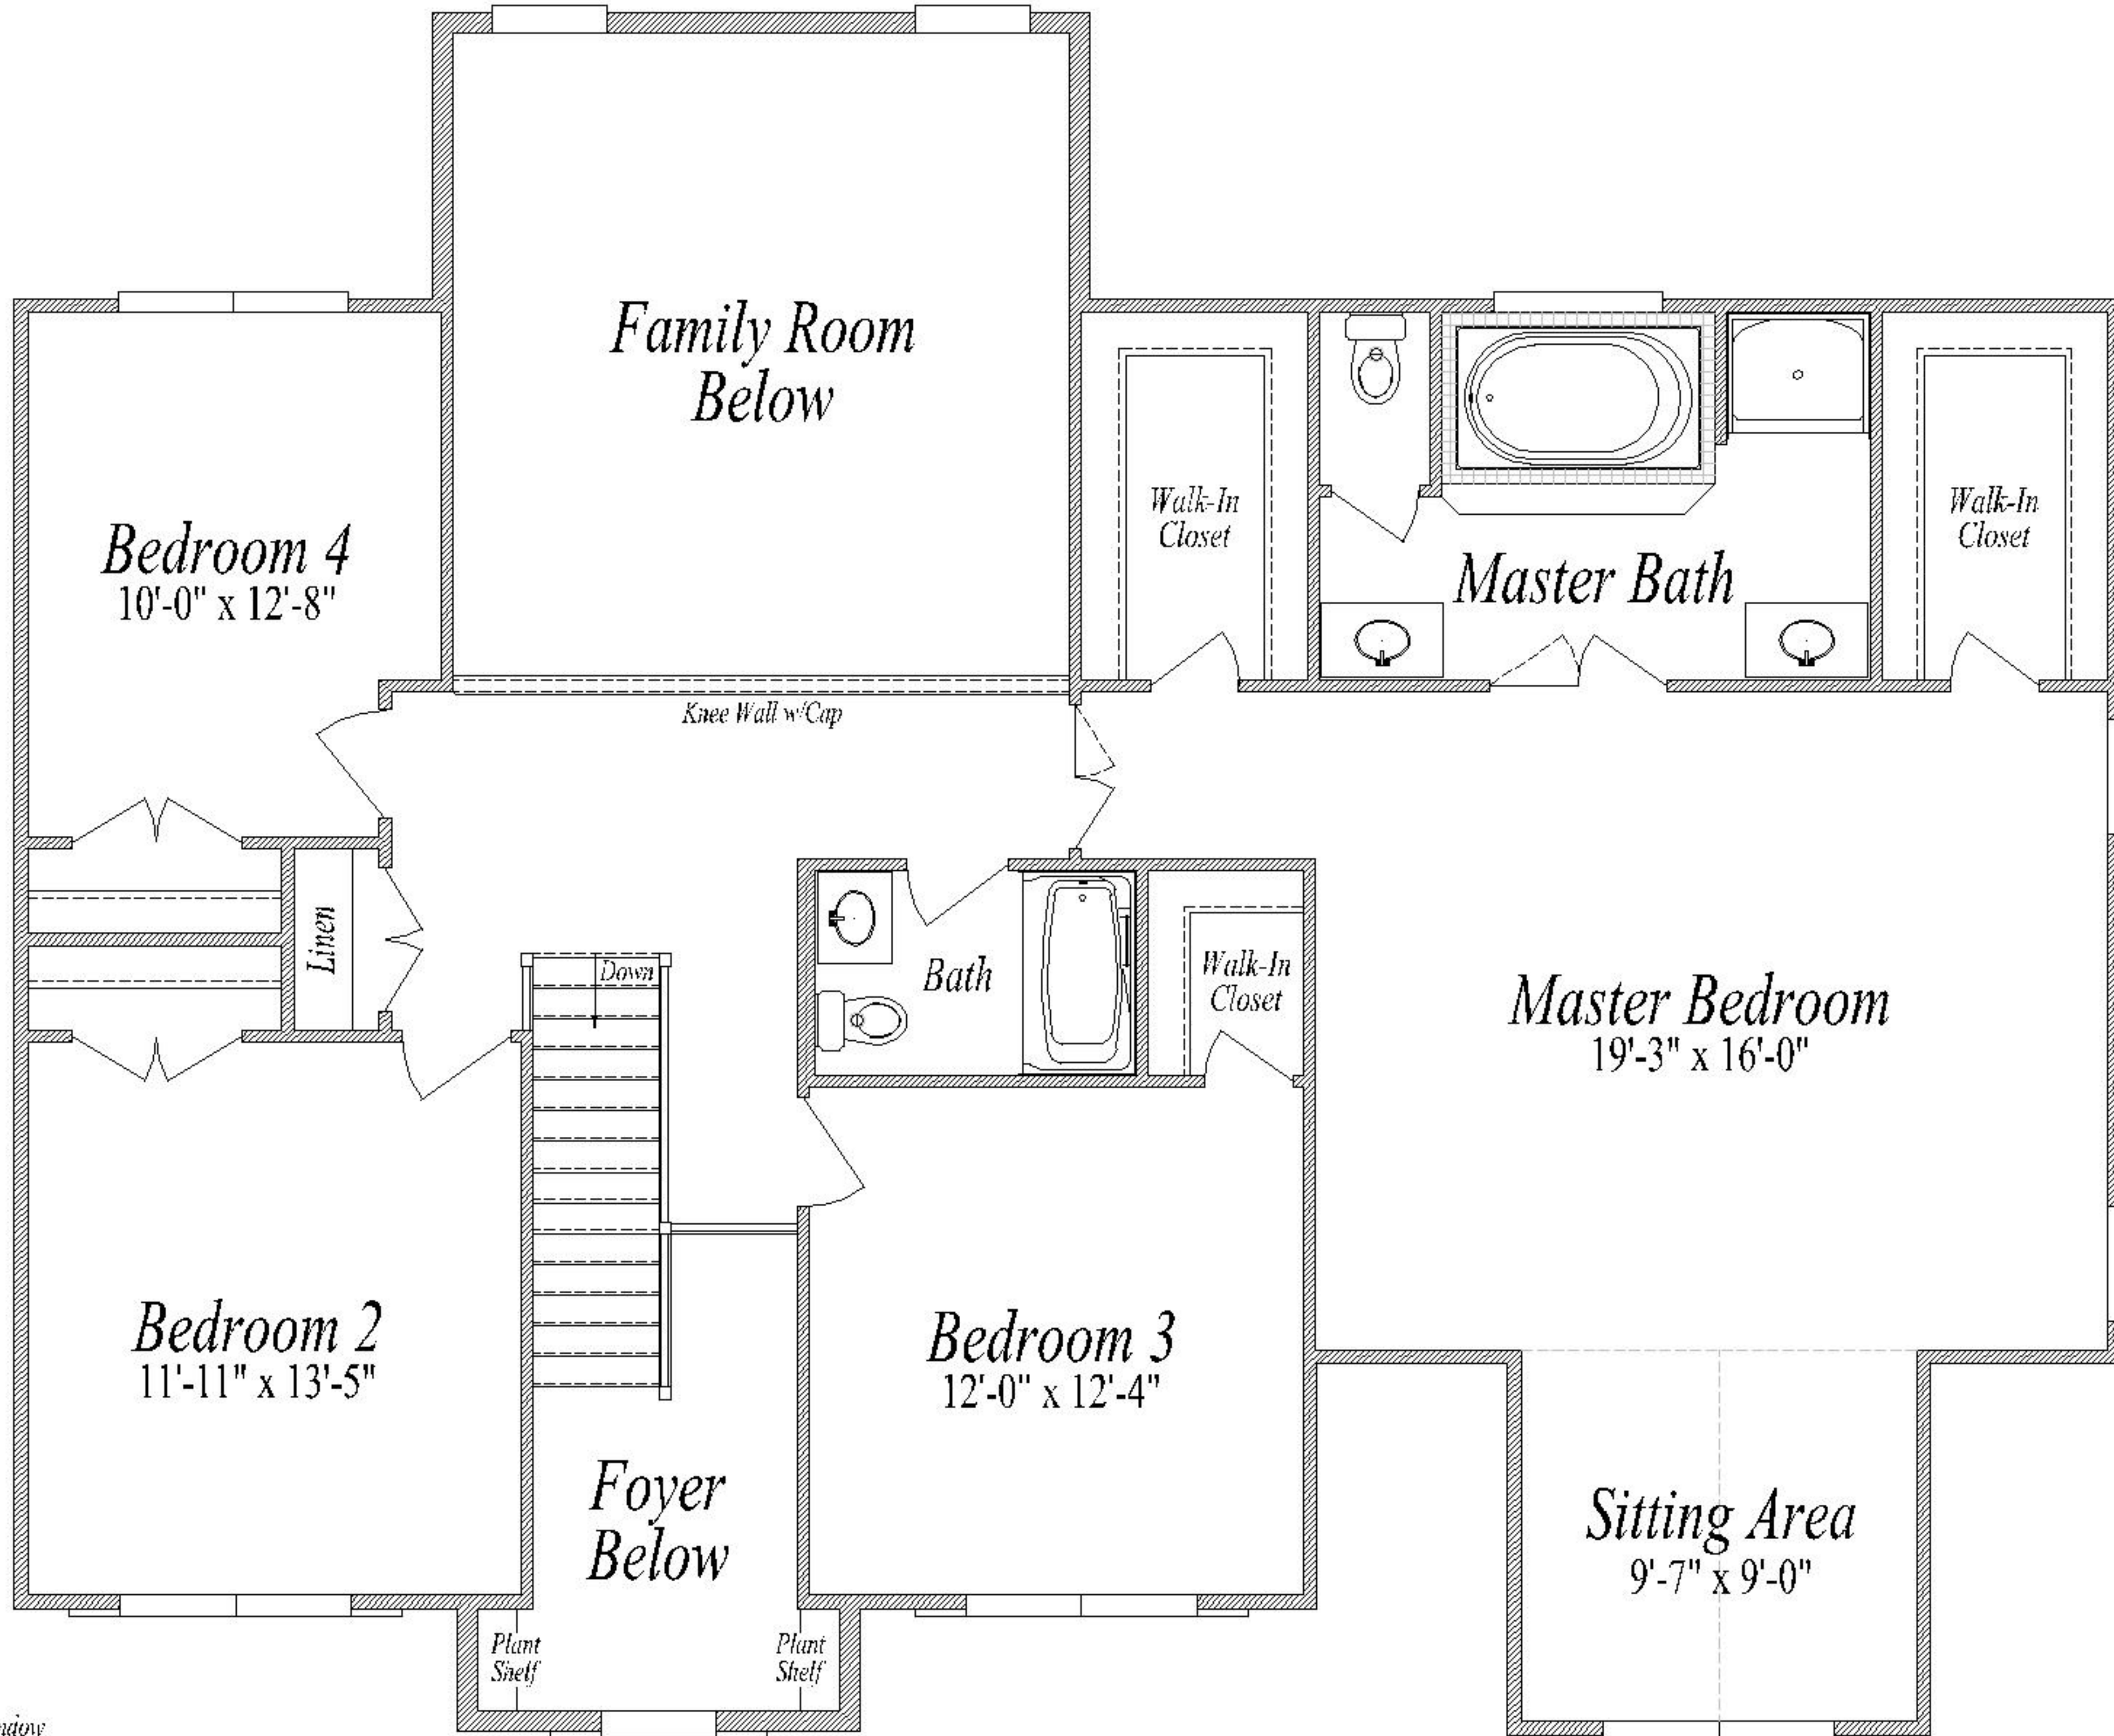 Family Room
Below
Bedroom 4
10'-0" x 12'-8"
Walk-In
Closet
Master Bath
Walk-In
Closet
Knee Wall w/Cap
Linen
Down
Bath
Walk-In
Closet
Master Bedroom
19'-3" x 16'-0"
Bedroom 2
11'-11" x 13'-5"
Bedroom 3
12'-0" x 12'-4"
Foyer
Below
Sitting Area
9'-7" x 9'-0"
Plant
Shelf
Plant
Shelf